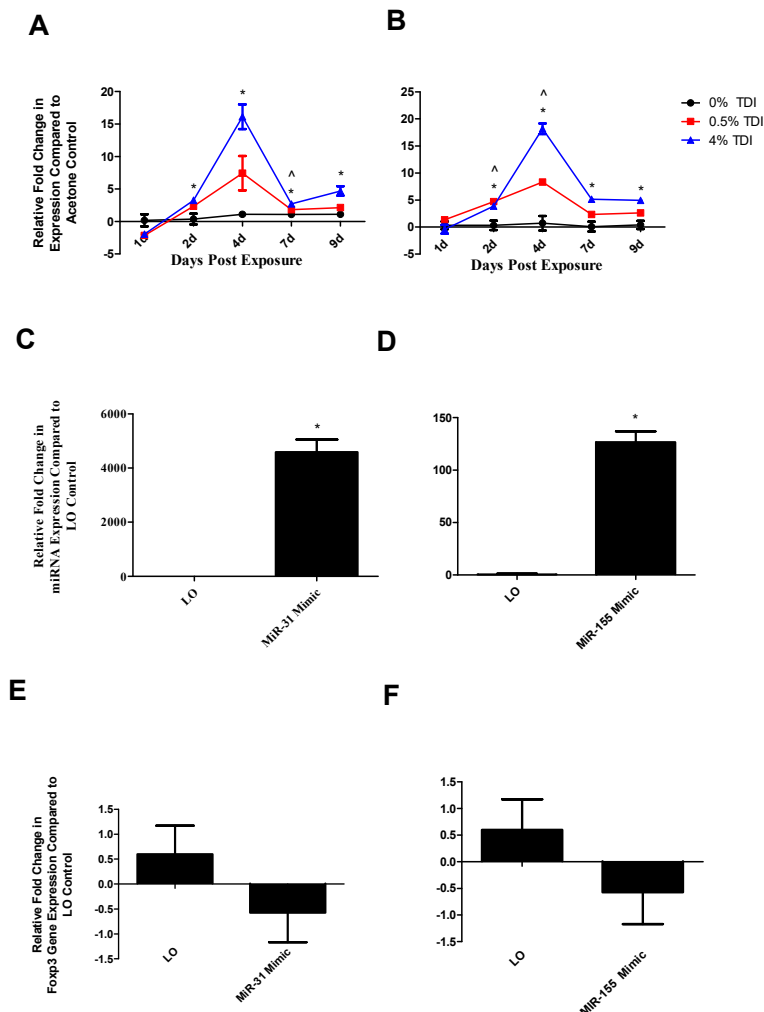 A
B
Relative Fold Change in
Expression Compared to
Acetone Control
20
15
10
5
0
-5
*
*
^
*
*
1d
2d
4d
7d
9d
Days Post Exposure
25
20
15
10
5
0
-5
^
*
^
*
*
*
1d
2d
4d
7d
9d
Days Post Exposure
0% TDI
0.5% TDI
4% TDI
C
D
Relative Fold Change in
miRNA Expression Compared to
LO Control
6000
4000
2000
0
*
LO
MiR-31 Mimic
150
100
50
0
*
LO
MiR-155 Mimic
E
F
Relative Fold Change in
Foxp3 Gene Expression Compared to
LO Control
1.5
1.0
0.5
0.0
-0.5
-1.0
-1.5
LO
MiR-31 Mimic
1.5
1.0
0.5
0.0
-0.5
-1.0
-1.5
LO
MIR-155 Mimic